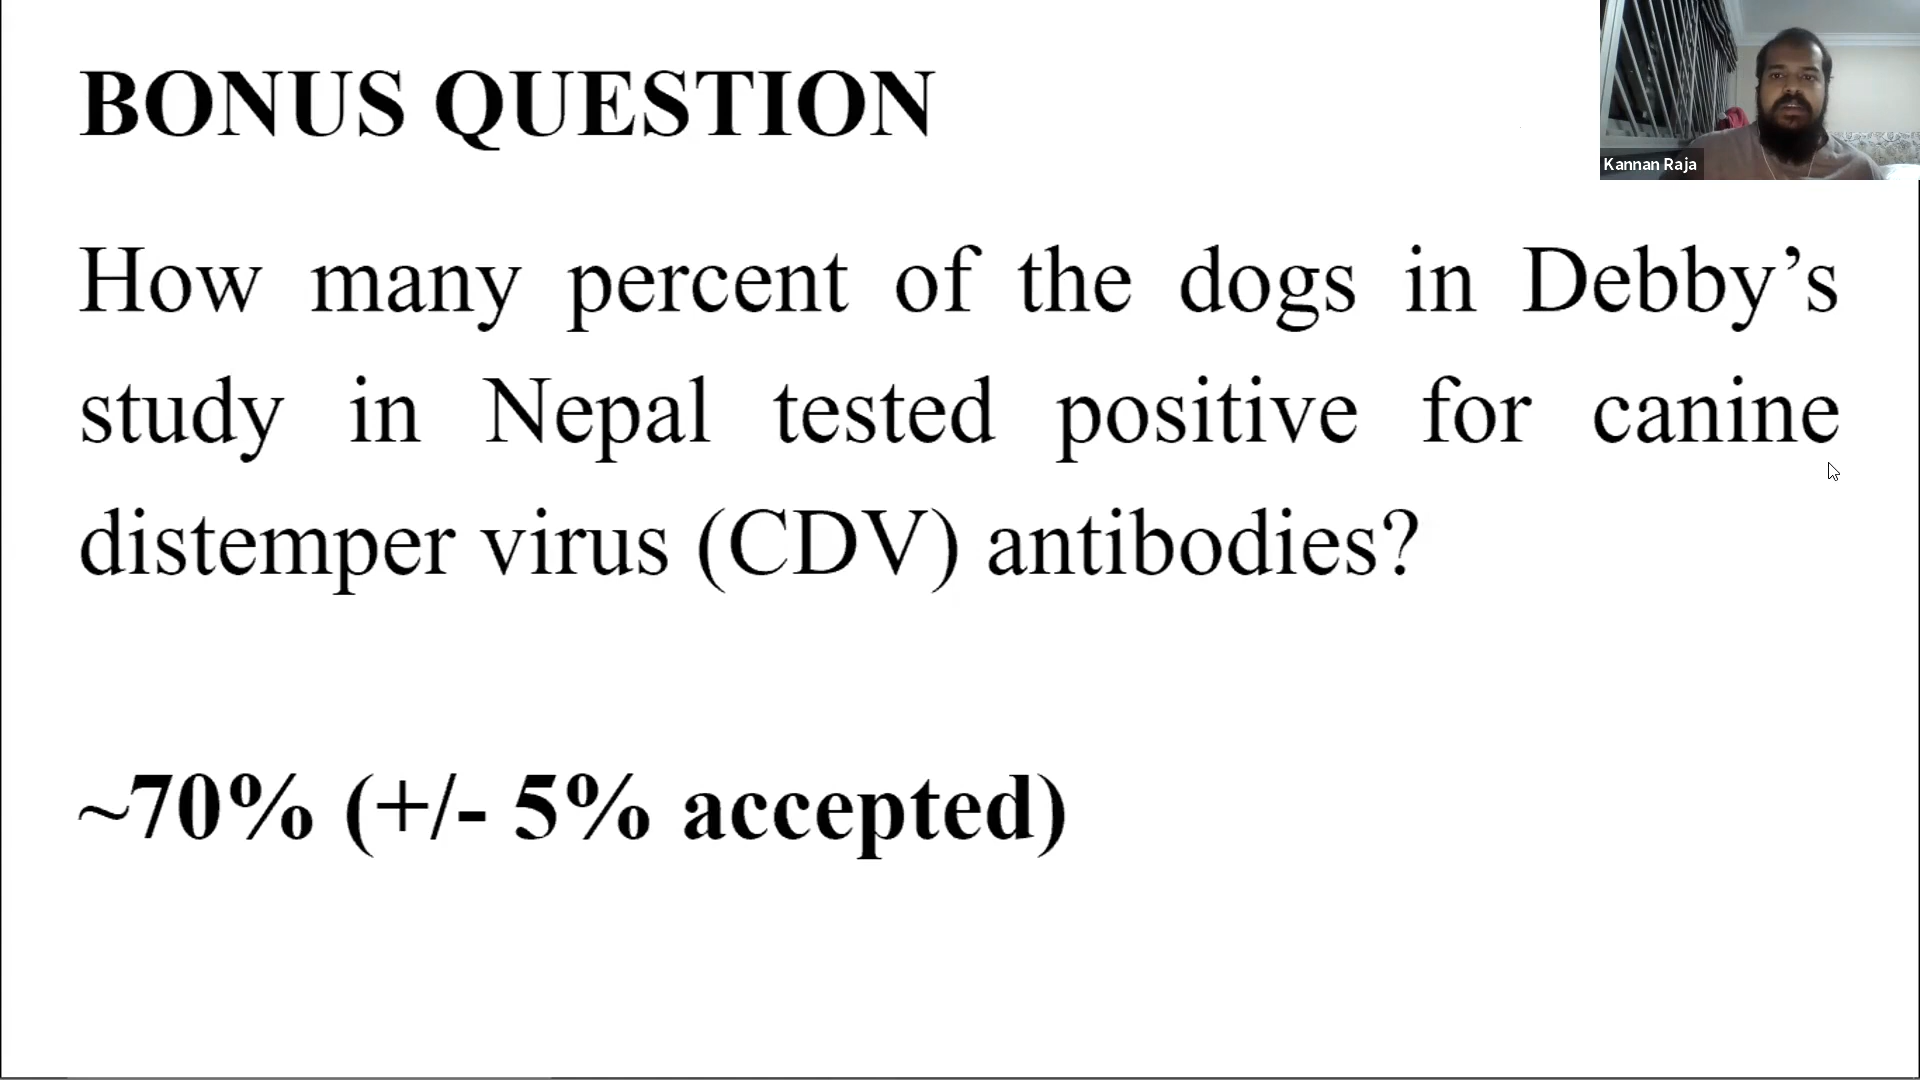 BONUS QUESTION
Kannan Raja
How many percent of the dogs in Debby’s
study in Nepal tested positive for canine
distemper virus (CDV) antibodies?
~70% (+/- 5% accepted)